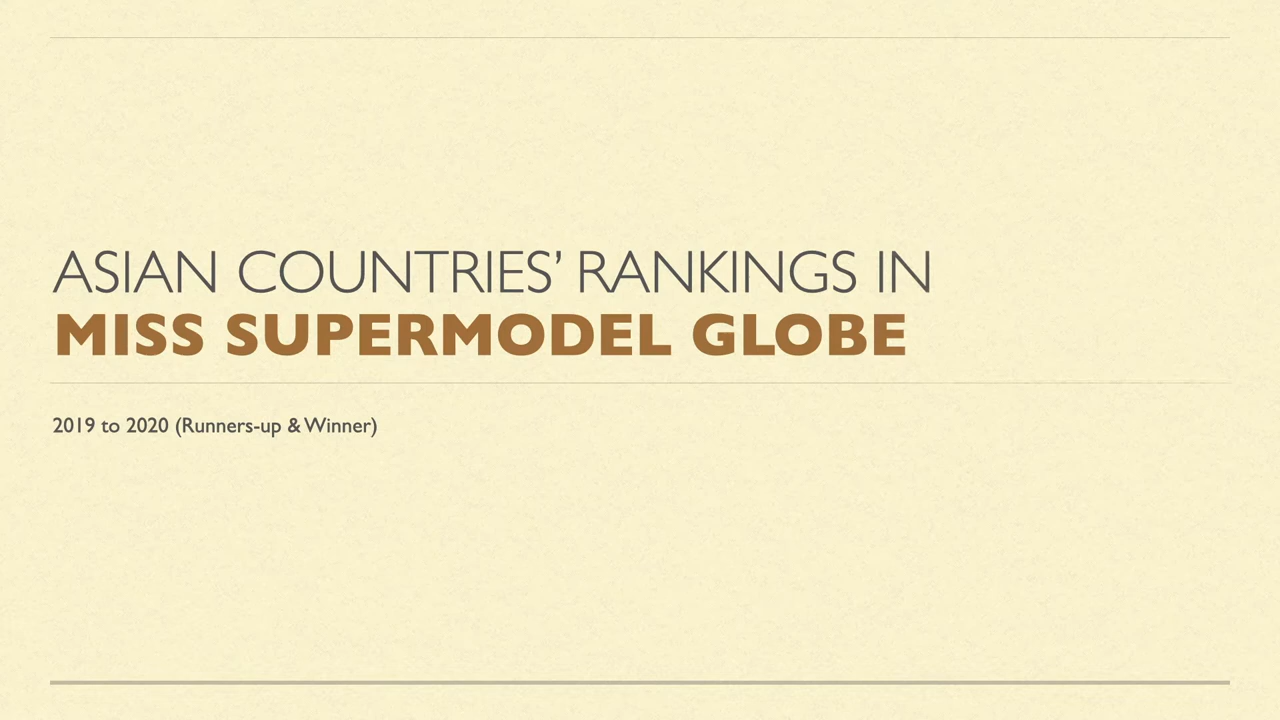 ASIAN COUNTRIES’ RANKINGS IN
MISS SUPERMODEL GLOBE
2019 to 2020 (Runners-up & Winner)